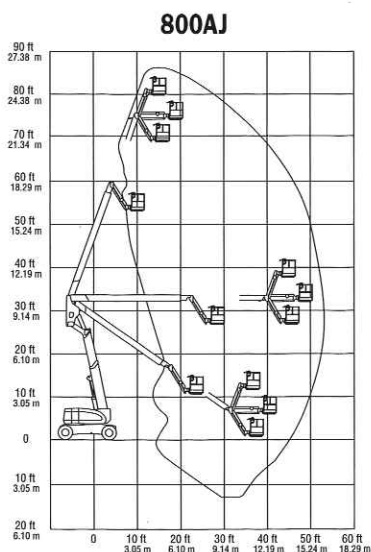 800AJ
90 ft
27.38 m
80 ft
24.38 m
70 ft
21.34 m
60 ft
18.29 m
50 ft
15.24 m
40 ft
12.19 m
30 ft
9.14 m
20 ft
6.10 m
10 ft
3.05 m
0
10 ft
3.05 m
20 ft
6.10 m
0 10 ft 20 ft 30 ft 40 ft 50 ft 60 ft
3.05 m 6.10 m 9.14 m 12.19 m 15.24 m 18.29 m